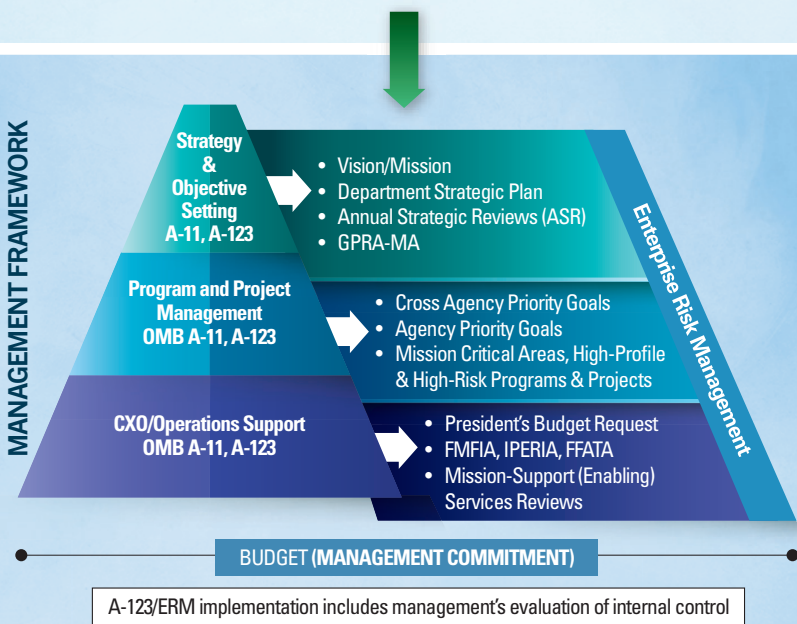 MANAGEMENT FRAMEWORK
Strategy
&
Objective
Setting
A-11, A-123
• Vision/Mission
• Department Strategic Plan
• Annual Strategic Reviews (ASR)
• GPRA-MA
Program and Project
Management
OMB A-11, A-123
• Cross Agency Priority Goals
• Agency Priority Goals
• Mission Critical Areas, High-Profile
& High-Risk Programs & Projects
CXO/Operations Support
OMB A-11, A-123
• President’s Budget Request
• FMFIA, IPERIA, FFATA
• Mission-Support (Enabling)
Services Reviews
Enterprise Risk Management
BUDGET (MANAGEMENT COMMITMENT)
A-123/ERM implementation includes management’s evaluation of internal control